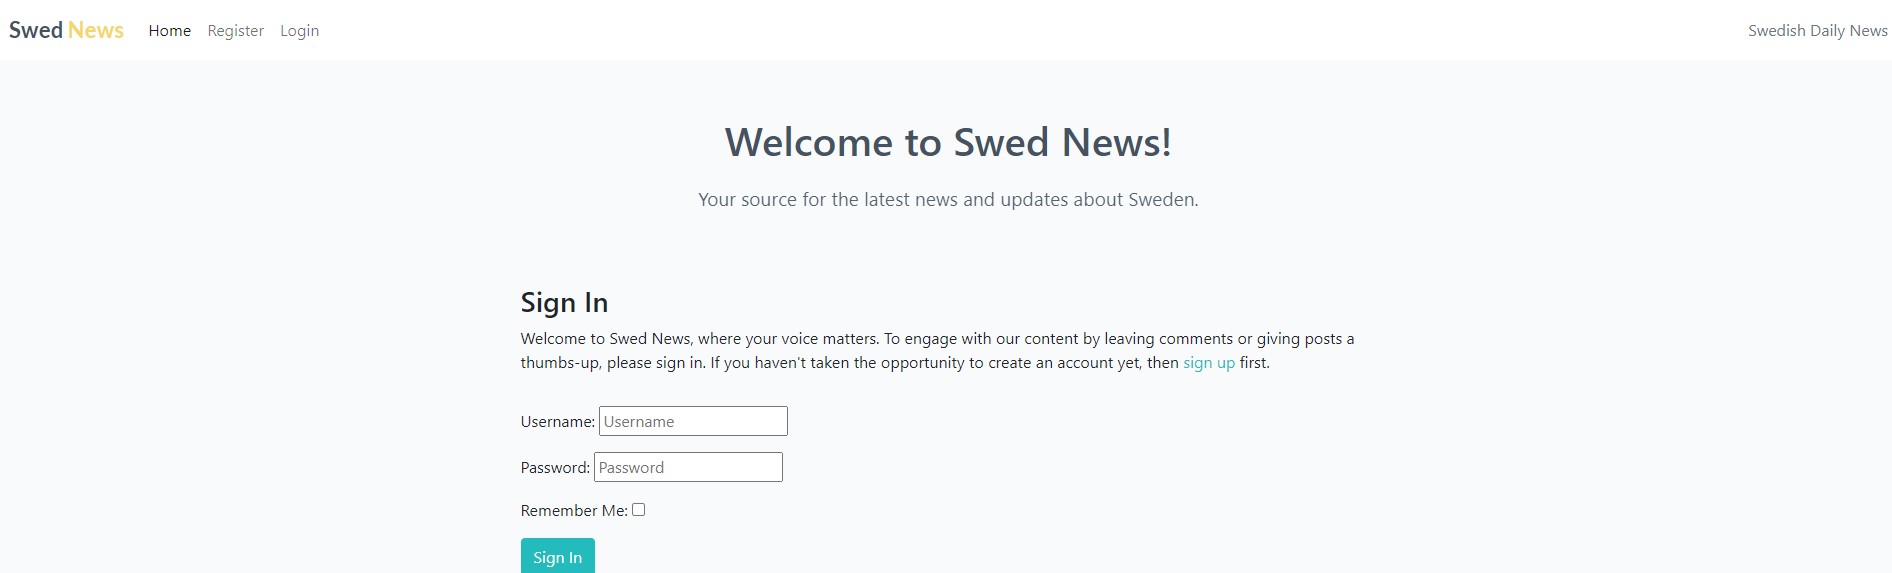 Swed News Home Register Login Swedish Daily News
Welcome to Swed News!
Your source for the latest news and updates about Sweden.
Sign In
Welcome to Swed News, where your voice matters. To engage with our content by leaving comments or giving posts a
thumbs-up, please sign in. If you haven't taken the opportunity to create an account yet, then sign up first.
Username: Username
Password: Password
Remember Me:
Sign In